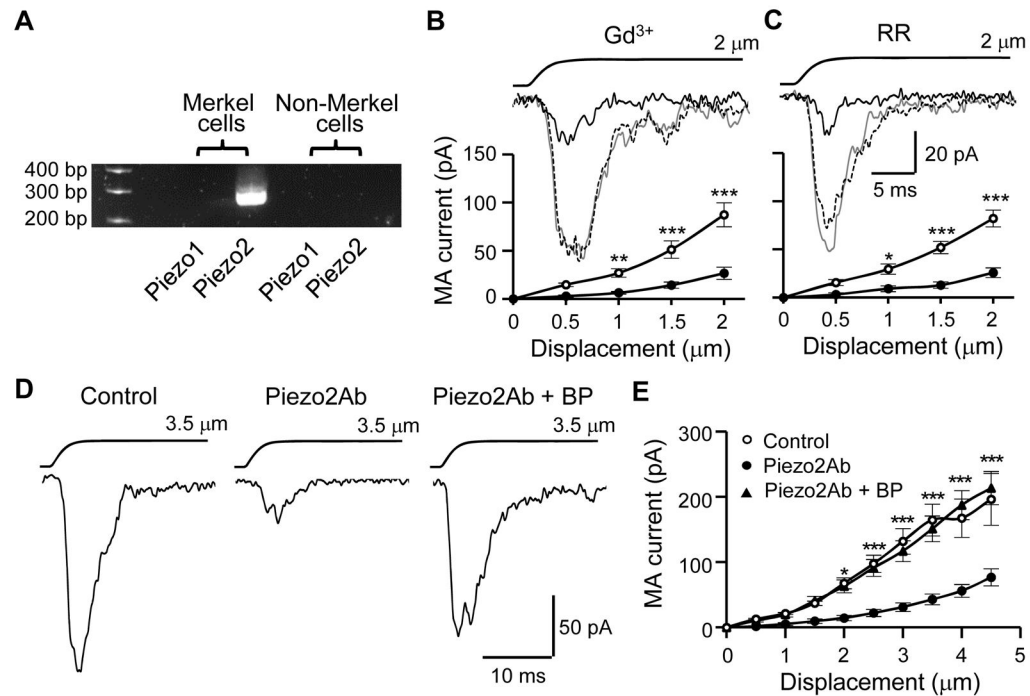 A
Merkel cells
Non-Merkel cells
400 bp
300 bp
200 bp
Piezo1
Piezo2
Piezo1
Piezo2
B
Gd³⁺
2 μm
MA current (pA)
150
100
50
0
**
***
***
0
0.5
1
1.5
2
Displacement (μm)
C
RR
2 μm
20 pA
5 ms
*
***
***
0
0.5
1
1.5
2
Displacement (μm)
D
Control
Piezo2Ab
Piezo2Ab + BP
3.5 μm
3.5 μm
3.5 μm
50 pA
10 ms
E
MA current (pA)
300
200
100
0
Control
Piezo2Ab
Piezo2Ab + BP
*
***
***
***
***
***
0
1
2
3
4
5
Displacement (μm)